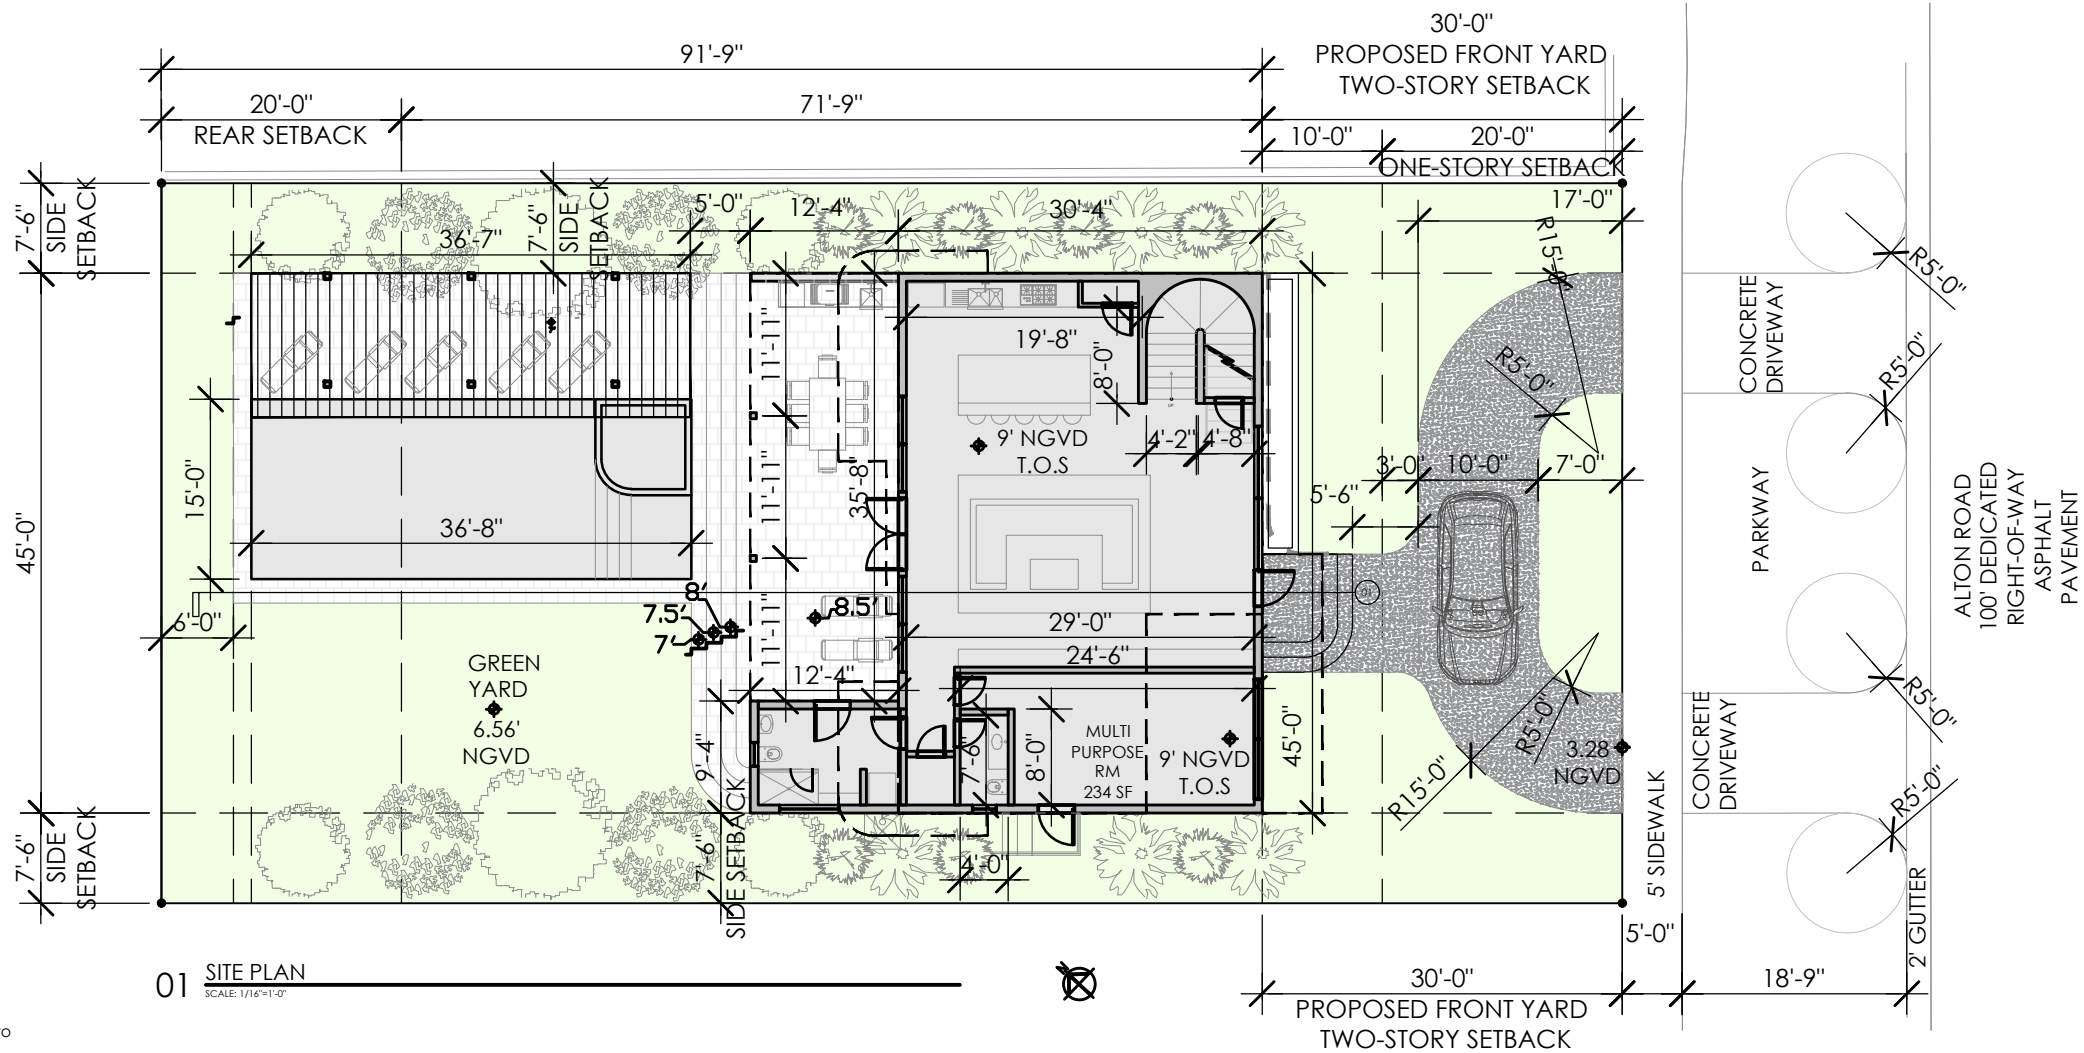 30'-0"
PROPOSED FRONT YARD
TWO-STORY SETBACK
91'-9"
20'-0"
REAR SETBACK
71'-9"
10'-0"
20'-0"
ONE-STORY SETBACK
17'-0"
7'-6"
SIDE
SETBACK
7'-6"
SIDE
SETBACK
5'-0"
12'-4"
30'-4"
36'-7"
R15'-0"
R5'-0"
CONCRETE
DRIVEWAY
R5'-0"
R5'-0"
19'-8"
8'-0"
11'-11"
11'-11"
11'-11"
35'-8"
9' NGVD
T.O.S
4'-2"
4'-8"
UP
3'-0"
10'-0"
7'-0"
5'-6"
45'-0"
15'-0"
36'-8"
PARKWAY
ALTON ROAD
100' DEDICATED
RIGHT-OF-WAY
ASPHALT
PAVEMENT
8'
7.5'
7'
8.5'
01
6'-0"
29'-0"
24'-6"
12'-4"
GREEN
YARD
6.56'
NGVD
9'-4"
7'-6"
8'-0"
MULTI
PURPOSE
RM
234 SF
9' NGVD
T.O.S
45'-0"
R5'-0"
R15'-0"
3.28
NGVD
CONCRETE
DRIVEWAY
R5'-0"
R5'-0"
7'-6"
SIDE
SETBACK
7'-6"
SIDE SETBACK
4'-0"
5' SIDEWALK
2' GUTTER
5'-0"
01
SITE PLAN
SCALE: 1/16"=1'-0"
30'-0"
PROPOSED FRONT YARD
TWO-STORY SETBACK
18'-9"